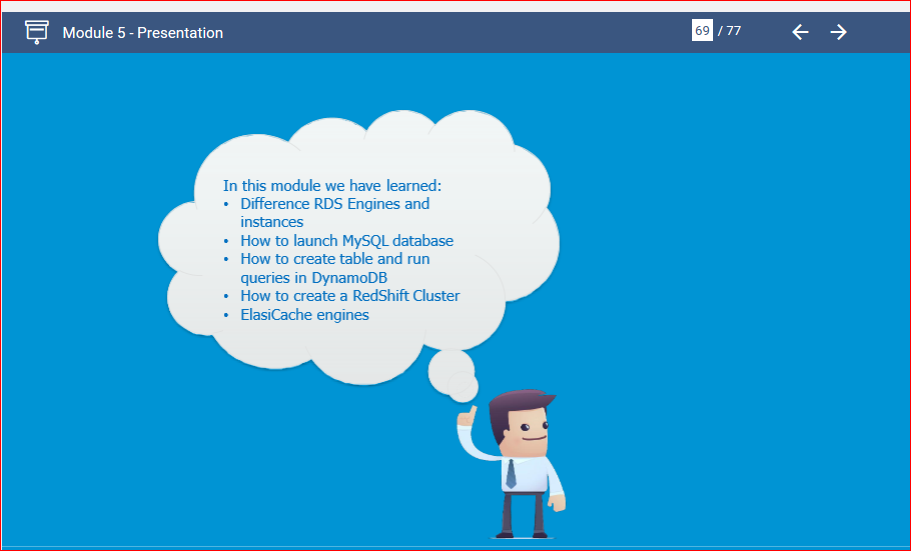 Module 5 - Presentation
69 / 77
In this module we have learned:
• Difference RDS Engines and
instances
• How to launch MySQL database
• How to create table and run
queries in DynamoDB
• How to create a RedShift Cluster
• ElasiCache engines